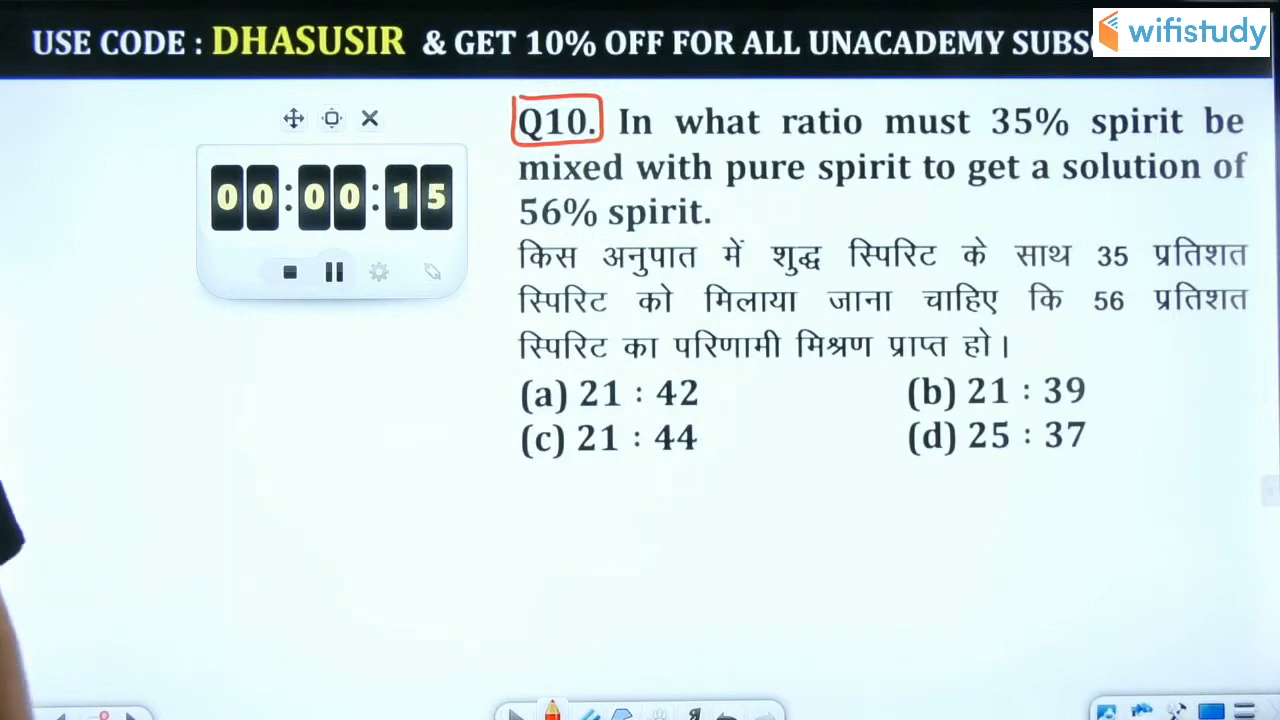 USE CODE : DHASUSIR & GET 10% OFF FOR ALL UNACADEMY
wifistudy
00:00:15
Q10. In what ratio must 35% spirit be
mixed with pure spirit to get a solution of
56% spirit.
किस अनुपात में शुद्ध स्पिरिट के साथ 35 प्रतिशत
स्पिरिट को मिलाया जाना चाहिए कि 56 प्रतिशत
स्पिरिट का परिणामी मिश्रण प्राप्त हो।
(a) 21 : 42 (b) 21 : 39
(c) 21 : 44 (d) 25 : 37